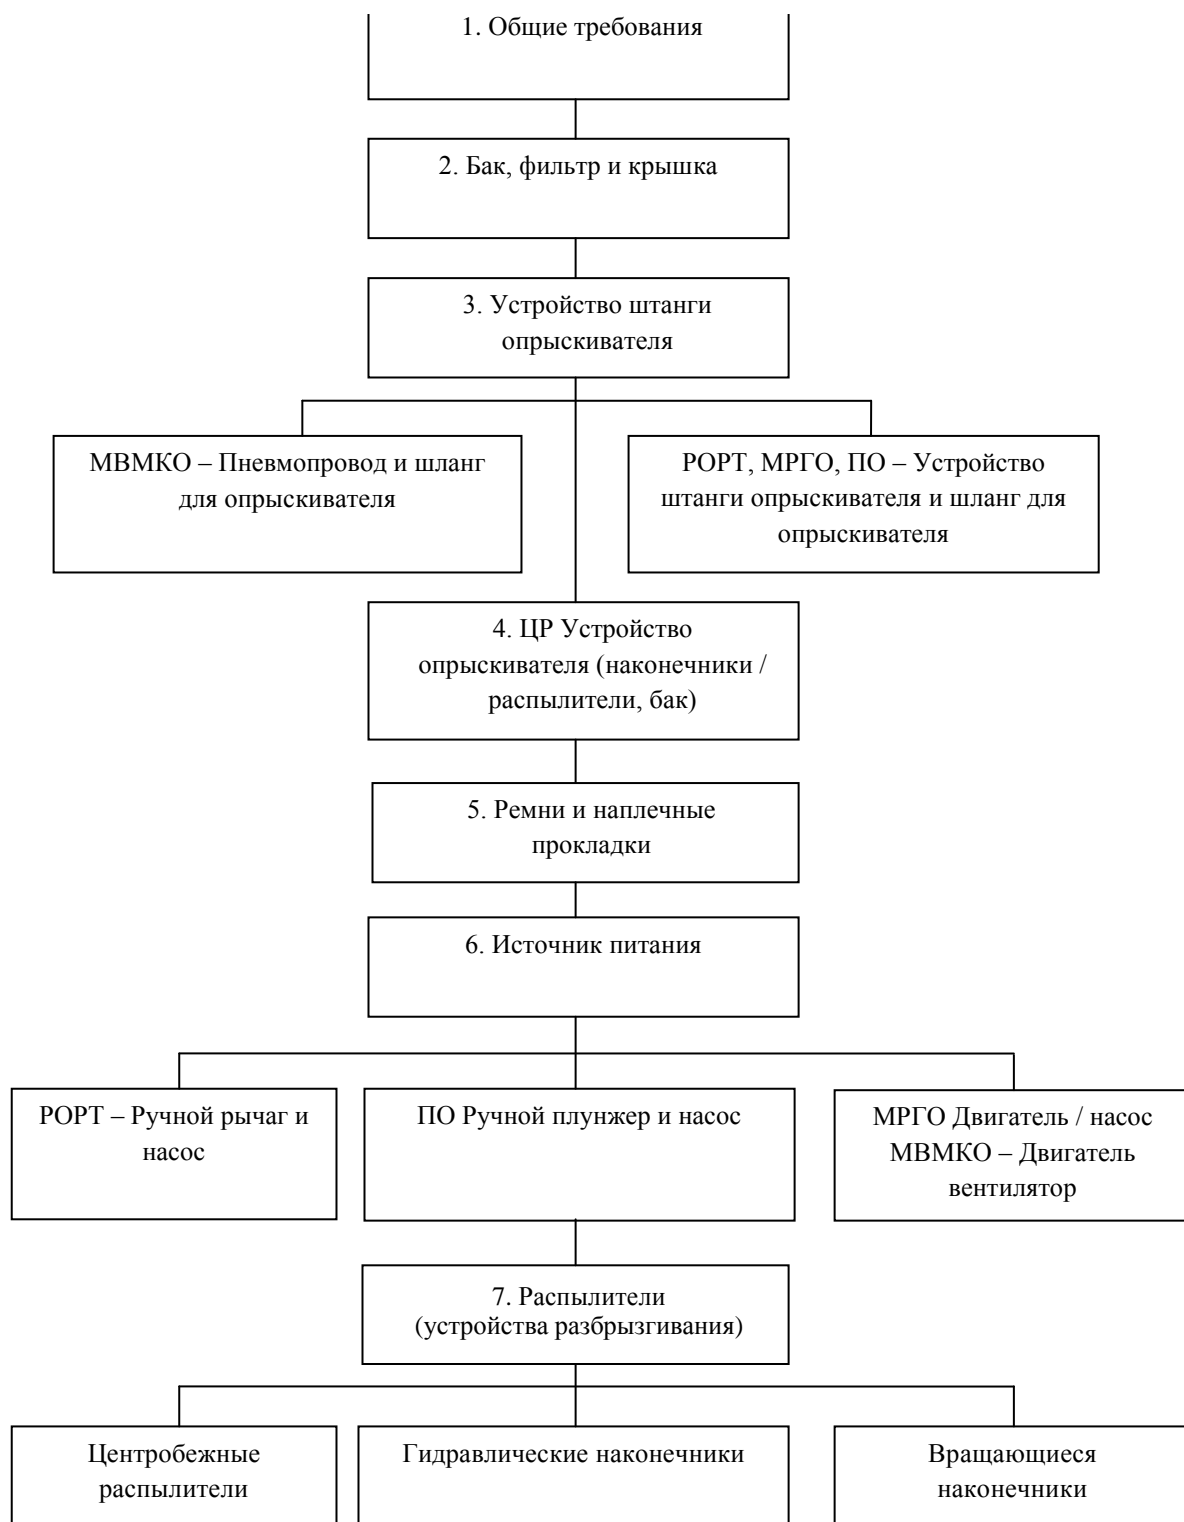 1. Общие требования
2. Бак, фильтр и крышка
3. Устройство штанги
опрыскивателя
МВМКО – Пневмопровод и шланг
для опрыскивателя
РОРТ, МРГО, ПО – Устройство
штанги опрыскивателя и шланг для
опрыскивателя
4. ЦР Устройство
опрыскивателя (наконечники /
распылители, бак)
5. Ремни и наплечные
прокладки
6. Источник питания
РОРТ – Ручной рычаг и
насос
ПО Ручной плунжер и насос
МРГО Двигатель / насос
МВМКО – Двигатель
вентилятор
7. Распылители
(устройства разбрызгивания)
Центробежные
распылители
Гидравлические наконечники
Вращающиеся
наконечники